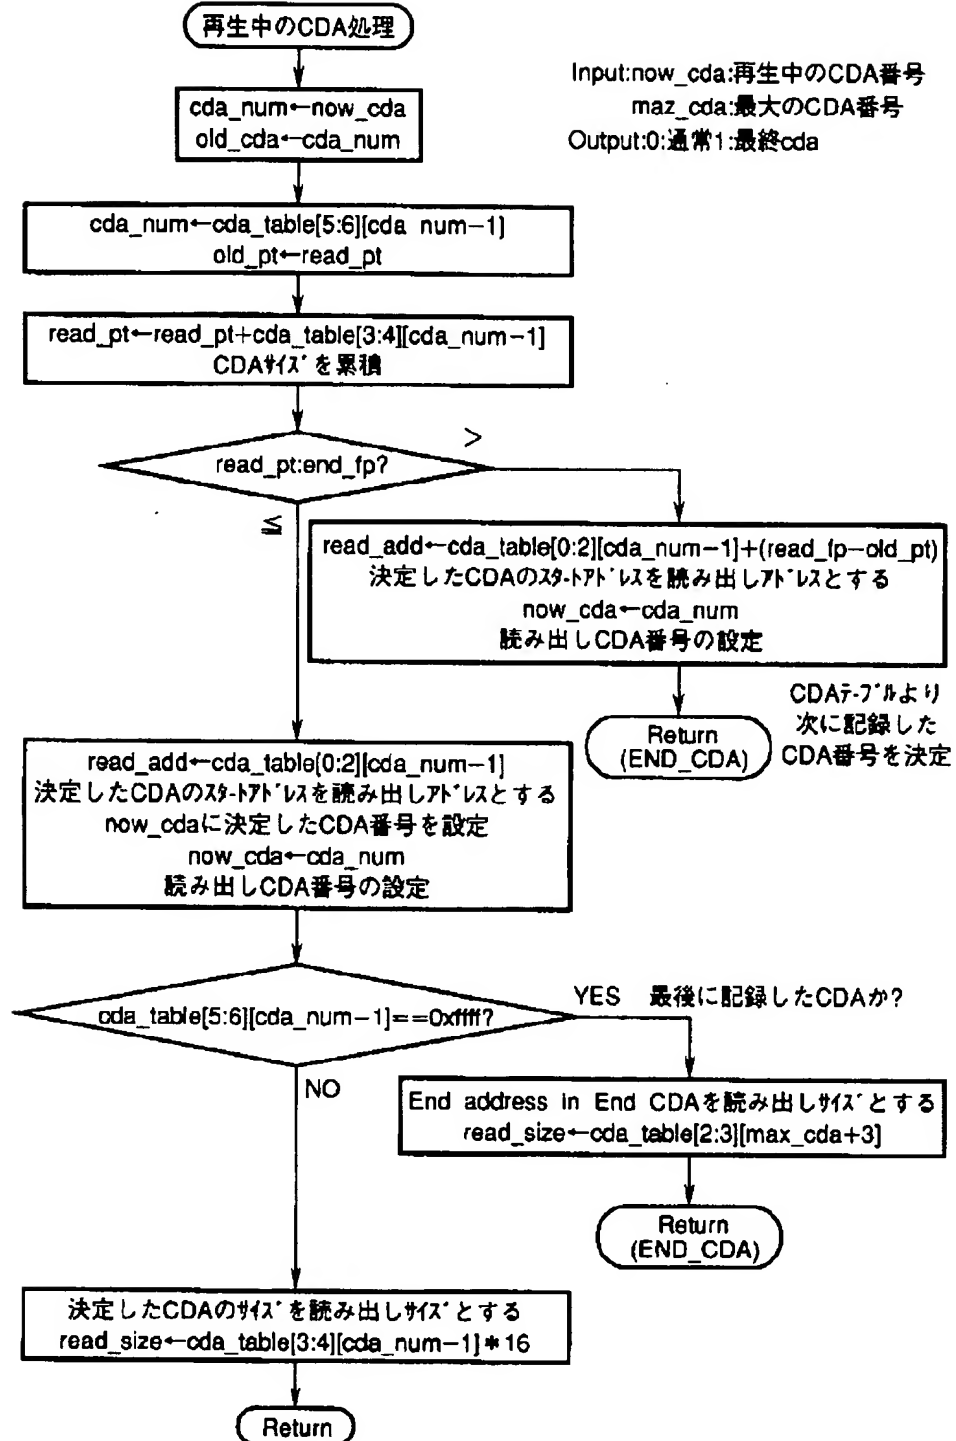 再生中のCDA処理
Input:now_cda:再生中のCDA番号
maz_cda:最大のCDA番号
Output:0:通常1:最終cda
cda_num←now_cda
old_cda←cda_num
cda_num←cda_table[5:6][cda_num−1]
old_pt←read_pt
read_pt←read_pt+cda_table[3:4][cda_num−1]
CDAｻｲｽﾞを累積
read_pt:end_fp?
>
≦
read_add←cda_table[0:2][cda_num−1]+(read_fp−old_pt)
決定したCDAのｽﾀｰﾄｱﾄﾞﾚｽを読み出しｱﾄﾞﾚｽとする
now_cda←cda_num
読み出しCDA番号の設定
Return
(END_CDA)
CDAﾃｰﾌﾞﾙより
次に記録した
CDA番号を決定
read_add←cda_table[0:2][cda_num−1]
決定したCDAのｽﾀｰﾄｱﾄﾞﾚｽを読み出しｱﾄﾞﾚｽとする
now_cdaに決定したCDA番号を設定
now_cda←cda_num
読み出しCDA番号の設定
cda_table[5:6][cda_num−1]==0xffff?
YES 最後に記録したCDAか?
NO
End address in End CDAを読み出しｻｲｽﾞとする
read_size←cda_table[2:3][max_cda+3]
Return
(END_CDA)
決定したCDAのｻｲｽﾞを読み出しｻｲｽﾞとする
read_size←cda_table[3:4][cda_num−1]*16
Return